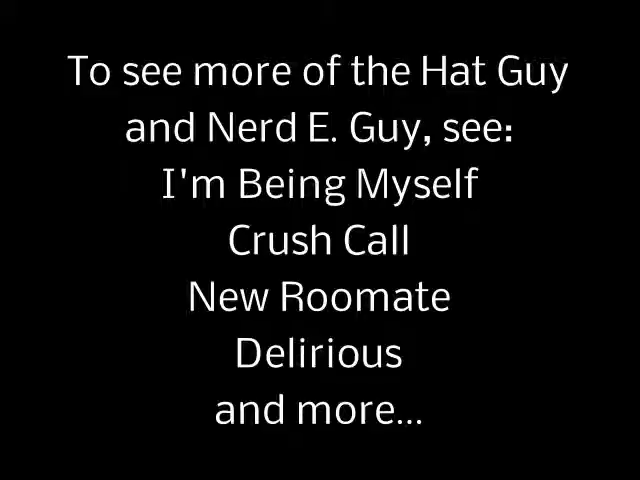 To see more of the Hat Guy
and Nerd E. Guy, see:
I'm Being Myself
Crush Call
New Roomate
Delirious
and more...